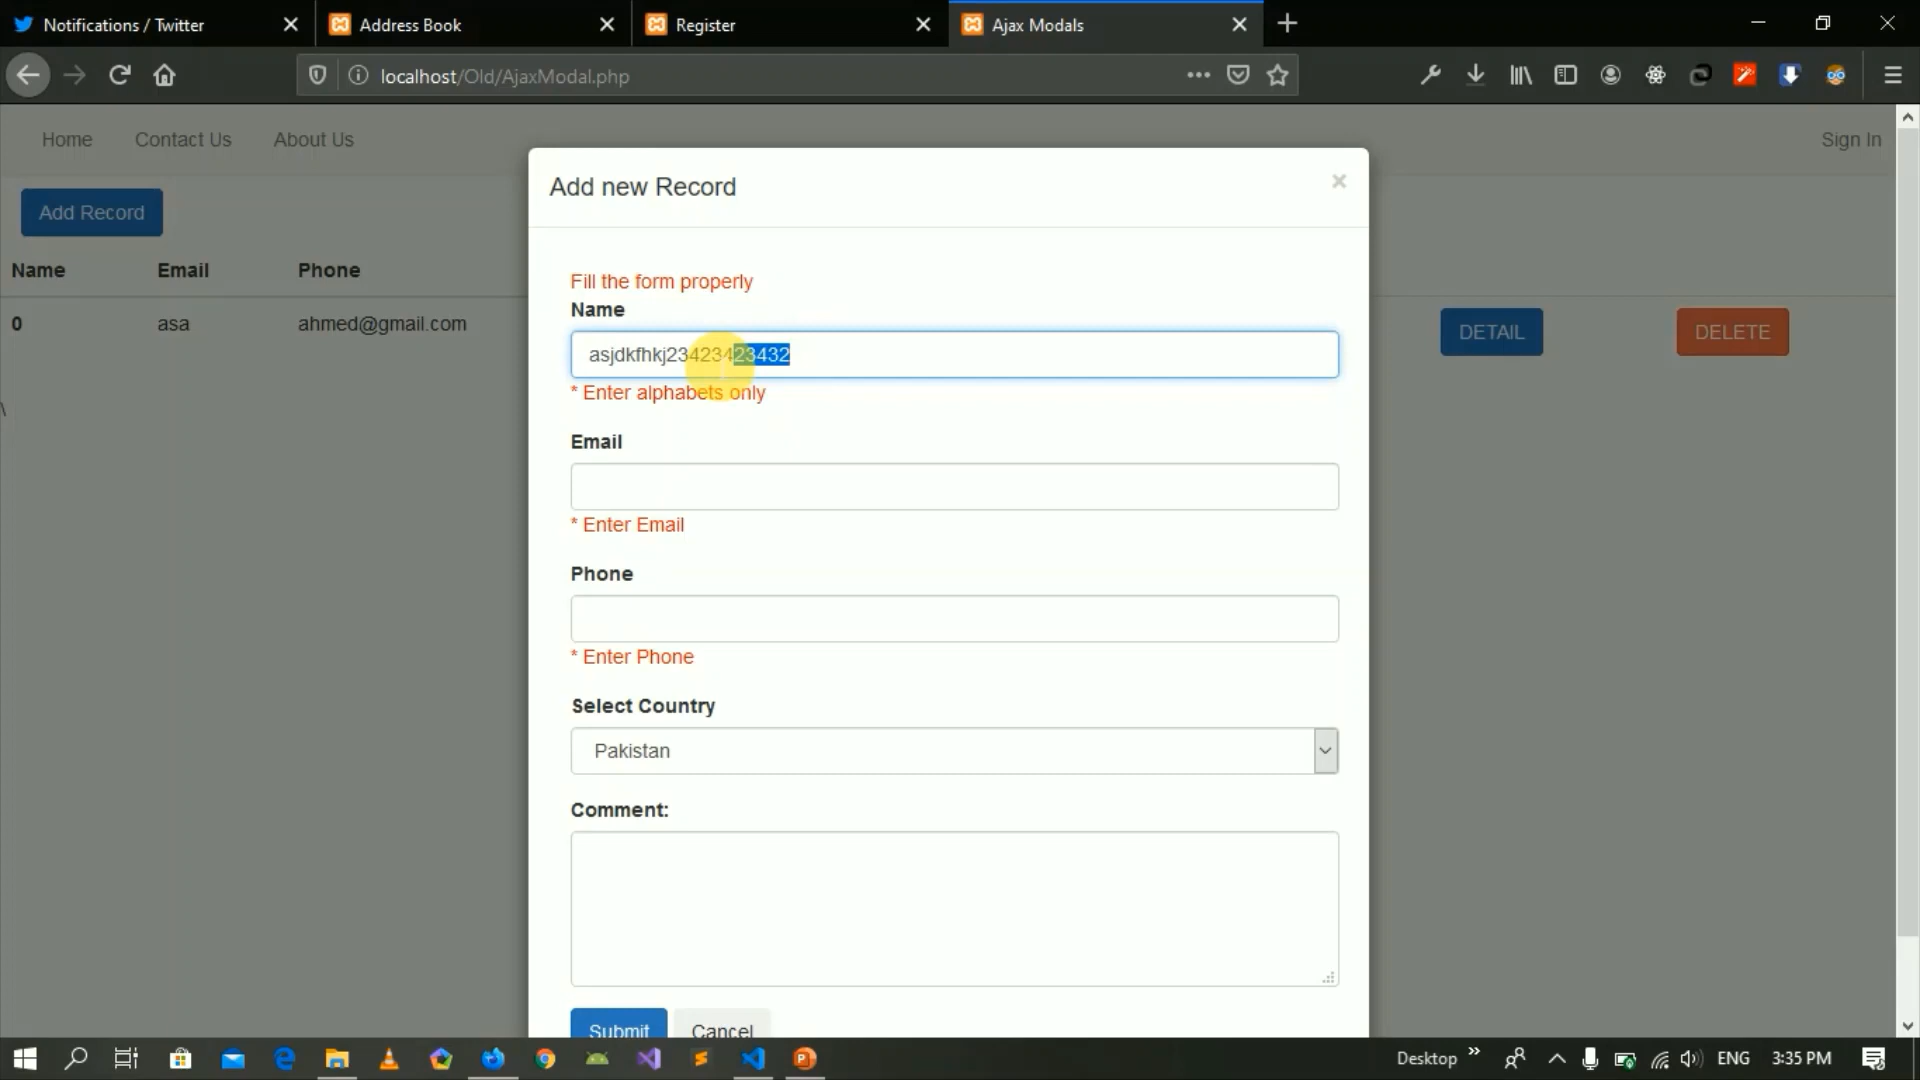 Notifications / Twitter
Address Book
Register
Ajax Modals
localhost/Old/AjaxModal.php
Home
Contact Us
About Us
Sign In
Add new Record
Add Record
Name
Email
Phone
0
asa
ahmed@gmail.com
DETAIL
DELETE
\
Fill the form properly
Name
asjdkfhkj23423423432
* Enter alphabets only
Email
* Enter Email
Phone
* Enter Phone
Select Country
Pakistan
Comment:
Submit
Cancel
Desktop
ENG
3:35 PM